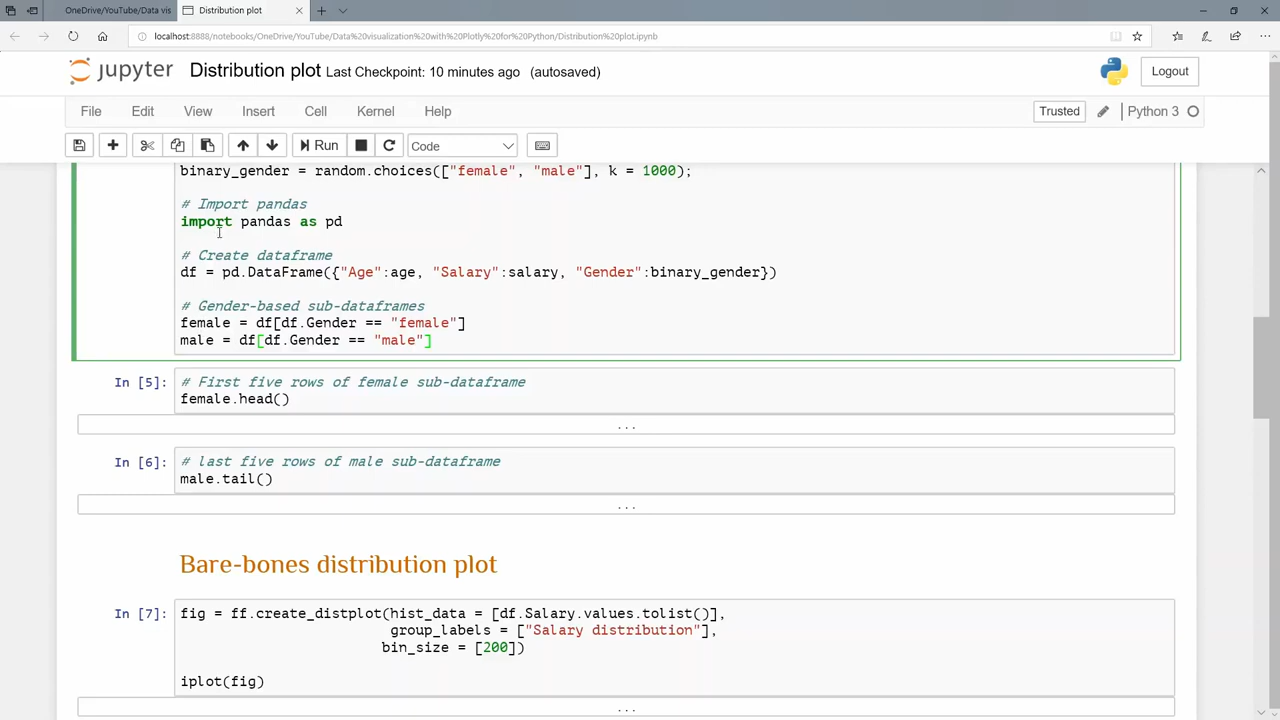 OneDrive/YouTube/Data vis
Distribution plot
localhost:8888/notebooks/OneDrive/YouTube/Data%20visualization%20with%20Plotly%20for%20Python/Distribution%20plot.ipynb
jupyter Distribution plot Last Checkpoint: 10 minutes ago (autosaved)
Logout
File Edit View Insert Cell Kernel Help
Trusted Python 3
Run Code
binary_gender = random.choices(["female", "male"], k = 1000);
# Import pandas
import pandas as pd
# Create dataframe
df = pd.DataFrame({"Age":age, "Salary":salary, "Gender":binary_gender})
# Gender-based sub-dataframes
female = df[df.Gender == "female"]
male = df[df.Gender == "male"]
In [5]: # First five rows of female sub-dataframe
female.head()
...
In [6]: # last five rows of male sub-dataframe
male.tail()
...
Bare-bones distribution plot
In [7]: fig = ff.create_distplot(hist_data = [df.Salary.values.tolist()],
group_labels = ["Salary distribution"],
bin_size = [200])
iplot(fig)
...